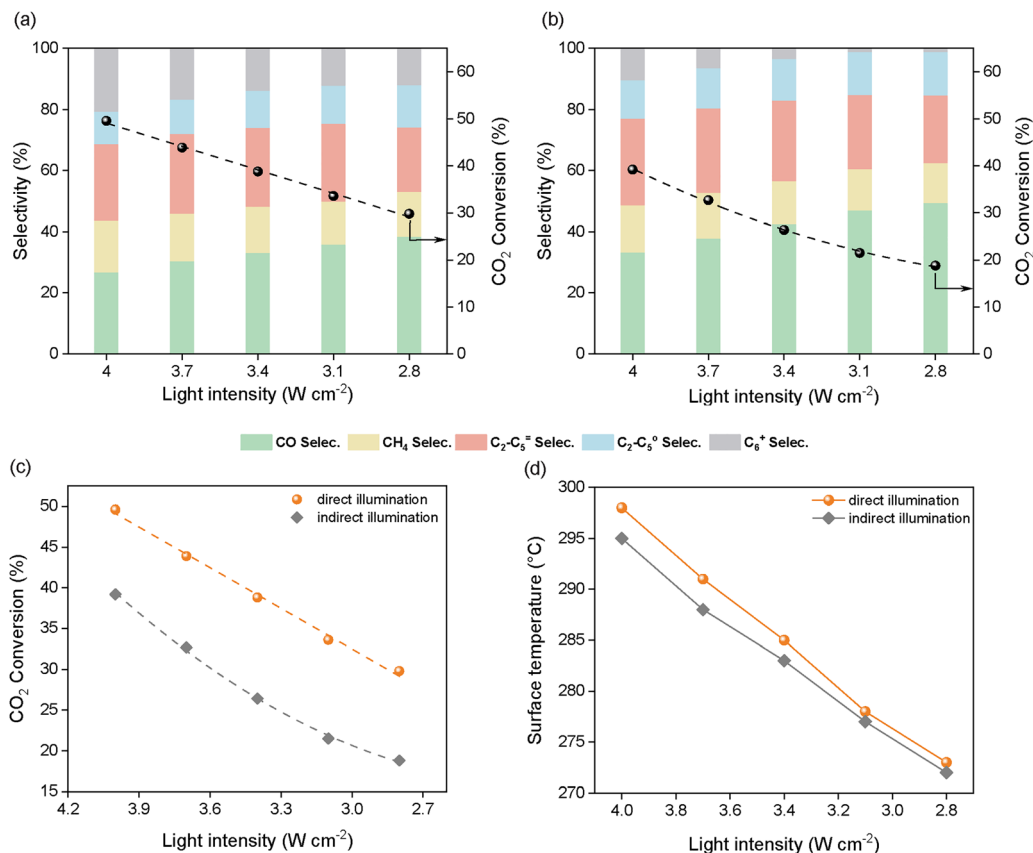 (a)
100
80
60
40
20
0
Selectivity (%)
60
50
40
30
20
10
0
CO₂ Conversion (%)
4 3.7 3.4 3.1 2.8
Light intensity (W cm⁻²)
(b)
100
80
60
40
20
0
Selectivity (%)
60
50
40
30
20
10
0
CO₂ Conversion (%)
4 3.7 3.4 3.1 2.8
Light intensity (W cm⁻²)
CO Selec. CH₄ Selec. C₂-C₅⁼ Selec. C₂-C₅⁰ Selec. C₆⁺ Selec.
(c)
direct illumination
indirect illumination
50
45
40
35
30
25
20
15
CO₂ Conversion (%)
4.2 3.9 3.6 3.3 3.0 2.7
Light intensity (W cm⁻²)
(d)
direct illumination
indirect illumination
300
295
290
285
280
275
270
Surface temperature (°C)
4.0 3.8 3.6 3.4 3.2 3.0 2.8
Light intensity (W cm⁻²)